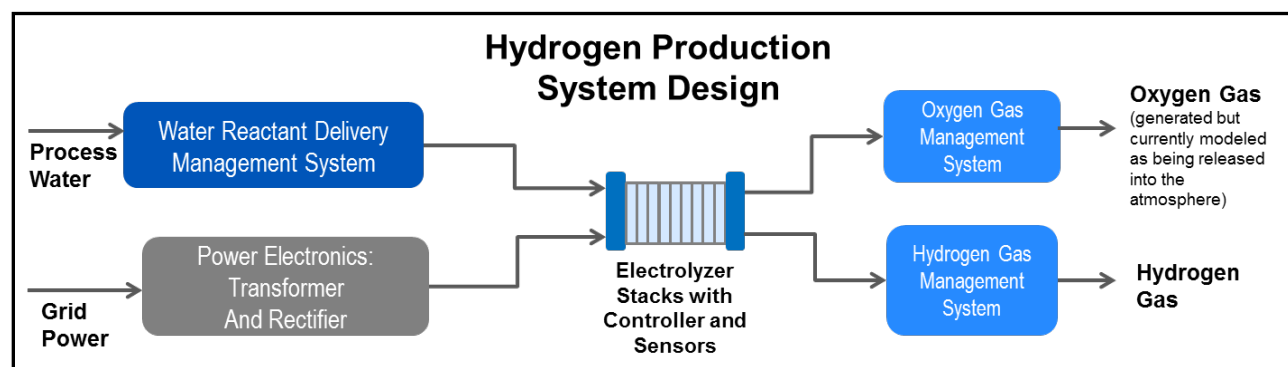 Hydrogen Production
System Design
Process
Water
Water Reactant Delivery
Management System
Grid
Power
Power Electronics:
Transformer
And Rectifier
Electrolyzer
Stacks with
Controller and
Sensors
Oxygen Gas
Management
System
Oxygen Gas
(generated but
currently modeled
as being released
into the
atmosphere)
Hydrogen Gas
Management
System
Hydrogen
Gas